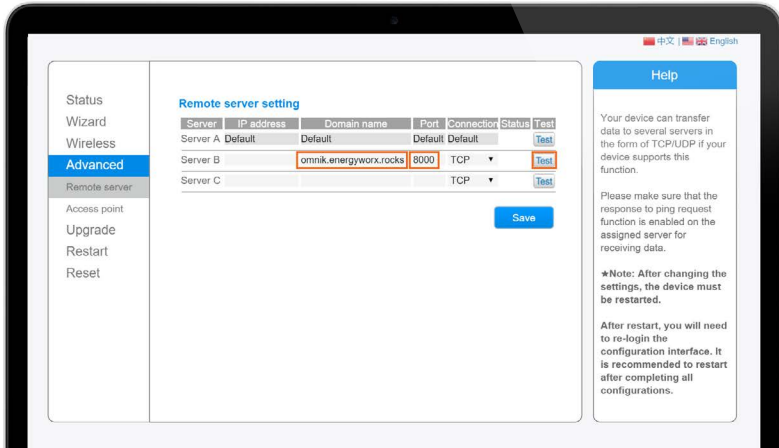 中文 | English
Status
Wizard
Wireless
Advanced
Remote server
Access point
Upgrade
Restart
Reset
Remote server setting
Server IP address Domain name Port Connection Status Test
Server A Default Default Default Default Test
Server B omnik.energyworx.rocks 8000 TCP Test
Server C TCP Test
Save
Help
Your device can transfer
data to several servers in
the form of TCP/UDP if your
device supports this
function.
Please make sure that the
response to ping request
function is enabled on the
assigned server for
receiving data.
★Note: After changing the
settings, the device must
be restarted.
After restart, you will need
to re-login the
configuration interface. It
is recommended to restart
after completing all
configurations.